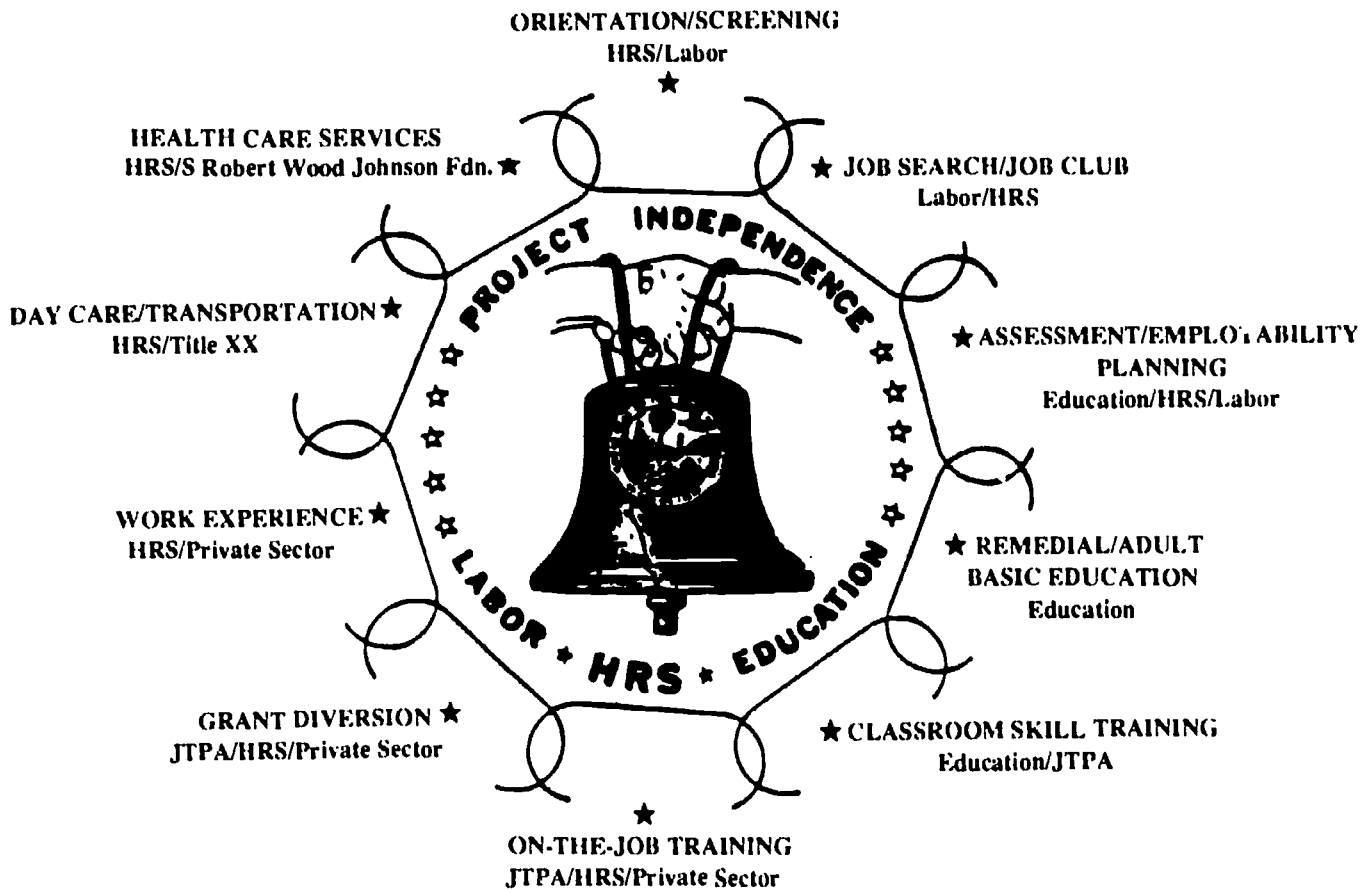 ORIENTATION/SCREENING
HRS/Labor
HEALTH CARE SERVICES
HRS/S Robert Wood Johnson Fdn.
JOB SEARCH/JOB CLUB
Labor/HRS
PROJECT INDEPENDENCE
DAY CARE/TRANSPORTATION
HRS/Title XX
ASSESSMENT/EMPLOYABILITY
PLANNING
Education/HRS/Labor
WORK EXPERIENCE
HRS/Private Sector
REMEDIAL/ADULT
BASIC EDUCATION
Education
LABOR ★ HRS ★ EDUCATION
GRANT DIVERSION
JTPA/HRS/Private Sector
CLASSROOM SKILL TRAINING
Education/JTPA
ON-THE-JOB TRAINING
JTPA/HRS/Private Sector